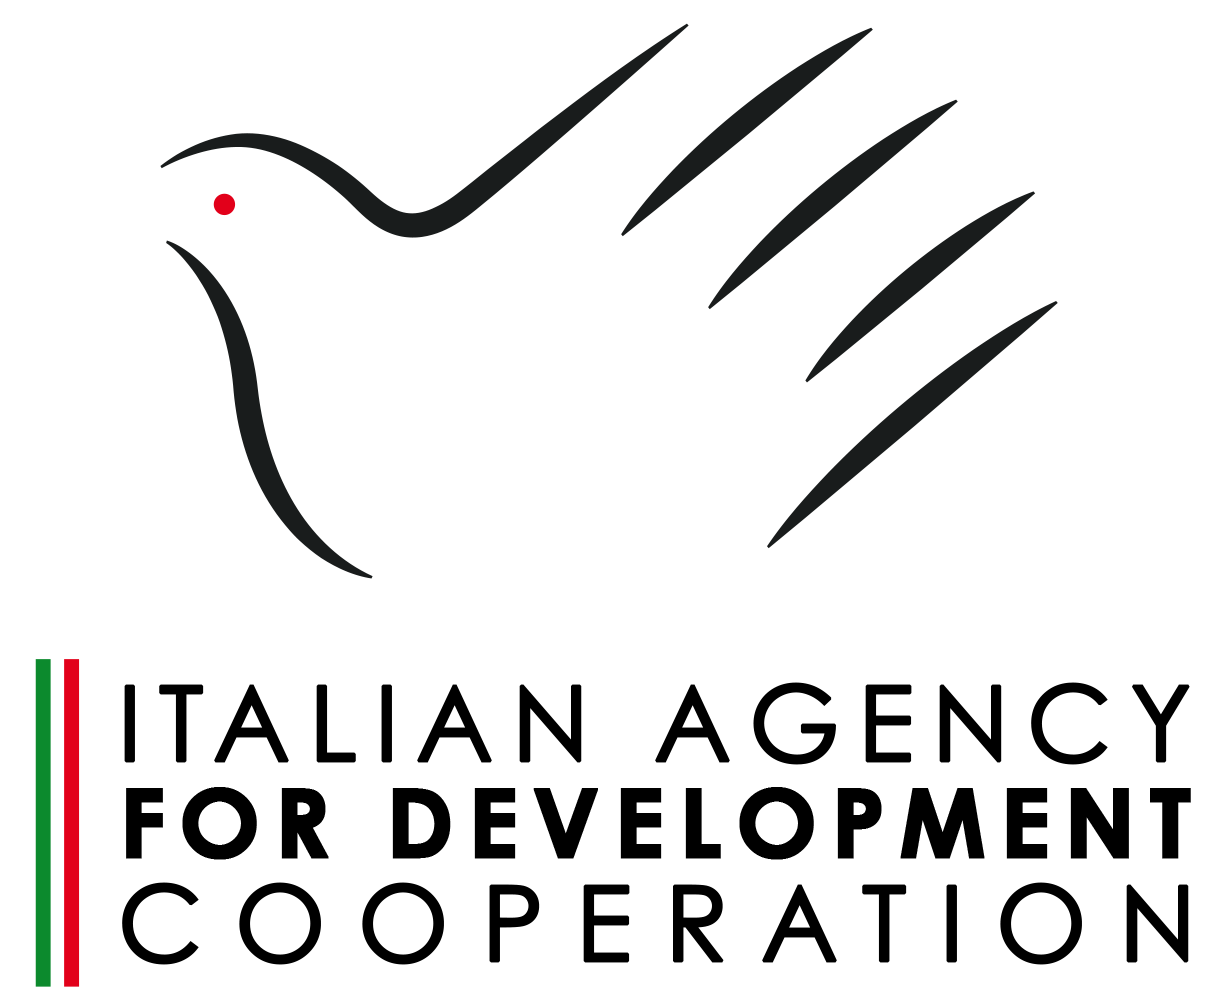 ITALIAN AGENCY
FOR DEVELOPMENT
COOPERATION